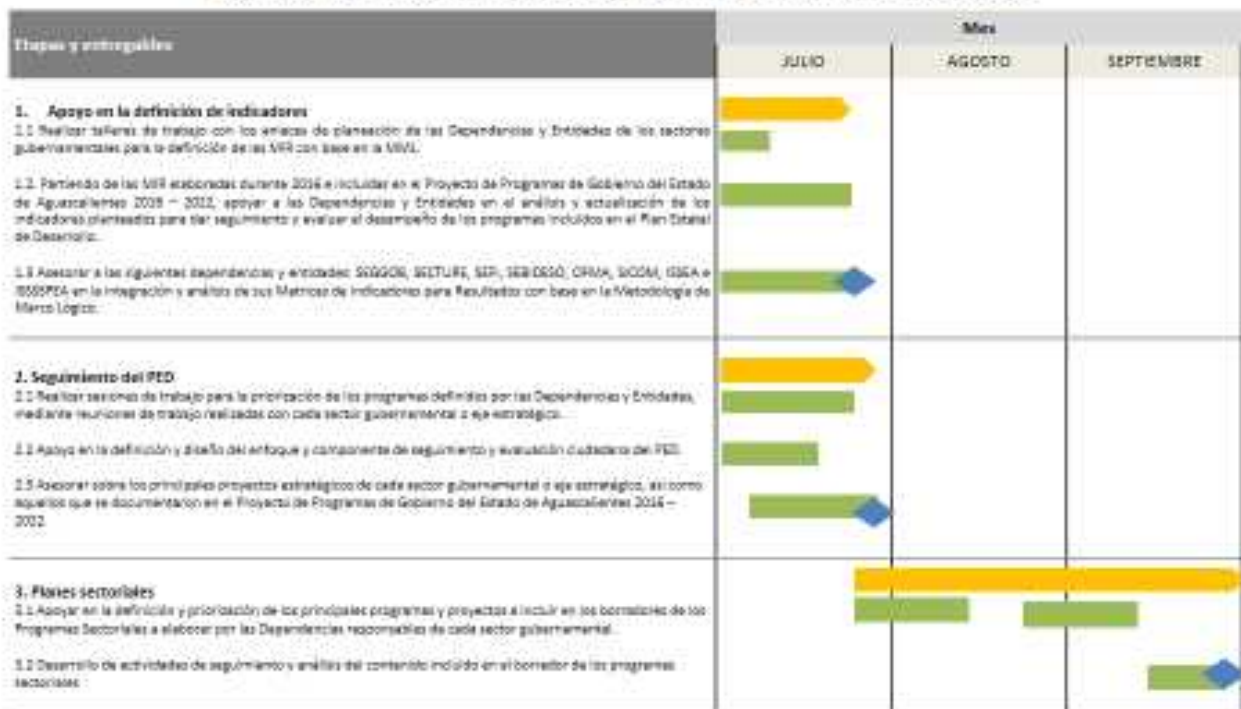 Etapas y entregables
Mes
JULIO
AGOSTO
SEPTIEMBRE
1. Apoyo en la definición de indicadores
1.1 Realizar talleres de trabajo con los enlaces de planeación de las Dependencias y Entidades de los sectores
gubernamentales para la definición de las MIR con base en la MML.
1.2. Partiendo de las MIR elaboradas durante 2016 e incluidas en el Proyecto de Programas de Gobierno del Estado
de Aguascalientes 2016 – 2022, apoyar a las Dependencias y Entidades en el análisis y actualización de los
indicadores planteados para dar seguimiento y evaluar el desempeño de los programas incluidos en el Plan Estatal
de Desarrollo.
1.3 Asesorar a las siguientes dependencias y entidades: SEGGOB, SECTURE, SEFI, SEBIDESO, OFMA, SICOM, ISSEA e
ISSSSPEA en la integración y análisis de sus Matrices de Indicadores para Resultados con base en la Metodología de
Marco Lógico.
2. Seguimiento del PED
2.1 Realizar sesiones de trabajo para la priorización de los programas definidos por las Dependencias y Entidades,
mediante reuniones de trabajo realizadas con cada sector gubernamental o eje estratégico.
2.2 Apoyo en la definición y diseño del enfoque y componente de seguimiento y evaluación ciudadana del PED.
2.3 Asesorar sobre los principales proyectos estratégicos de cada sector gubernamental o eje estratégico, así como
aquellos que se documentaron en el Proyecto de Programas de Gobierno del Estado de Aguascalientes 2016 –
2022.
3. Planes sectoriales
3.1 Apoyar en la definición y priorización de los principales programas y proyectos a incluir en los borradores de los
Programas Sectoriales a elaborar por las Dependencias responsables de cada sector gubernamental.
3.2 Desarrollo de actividades de seguimiento y análisis del contenido incluido en el borrador de los programas
sectoriales